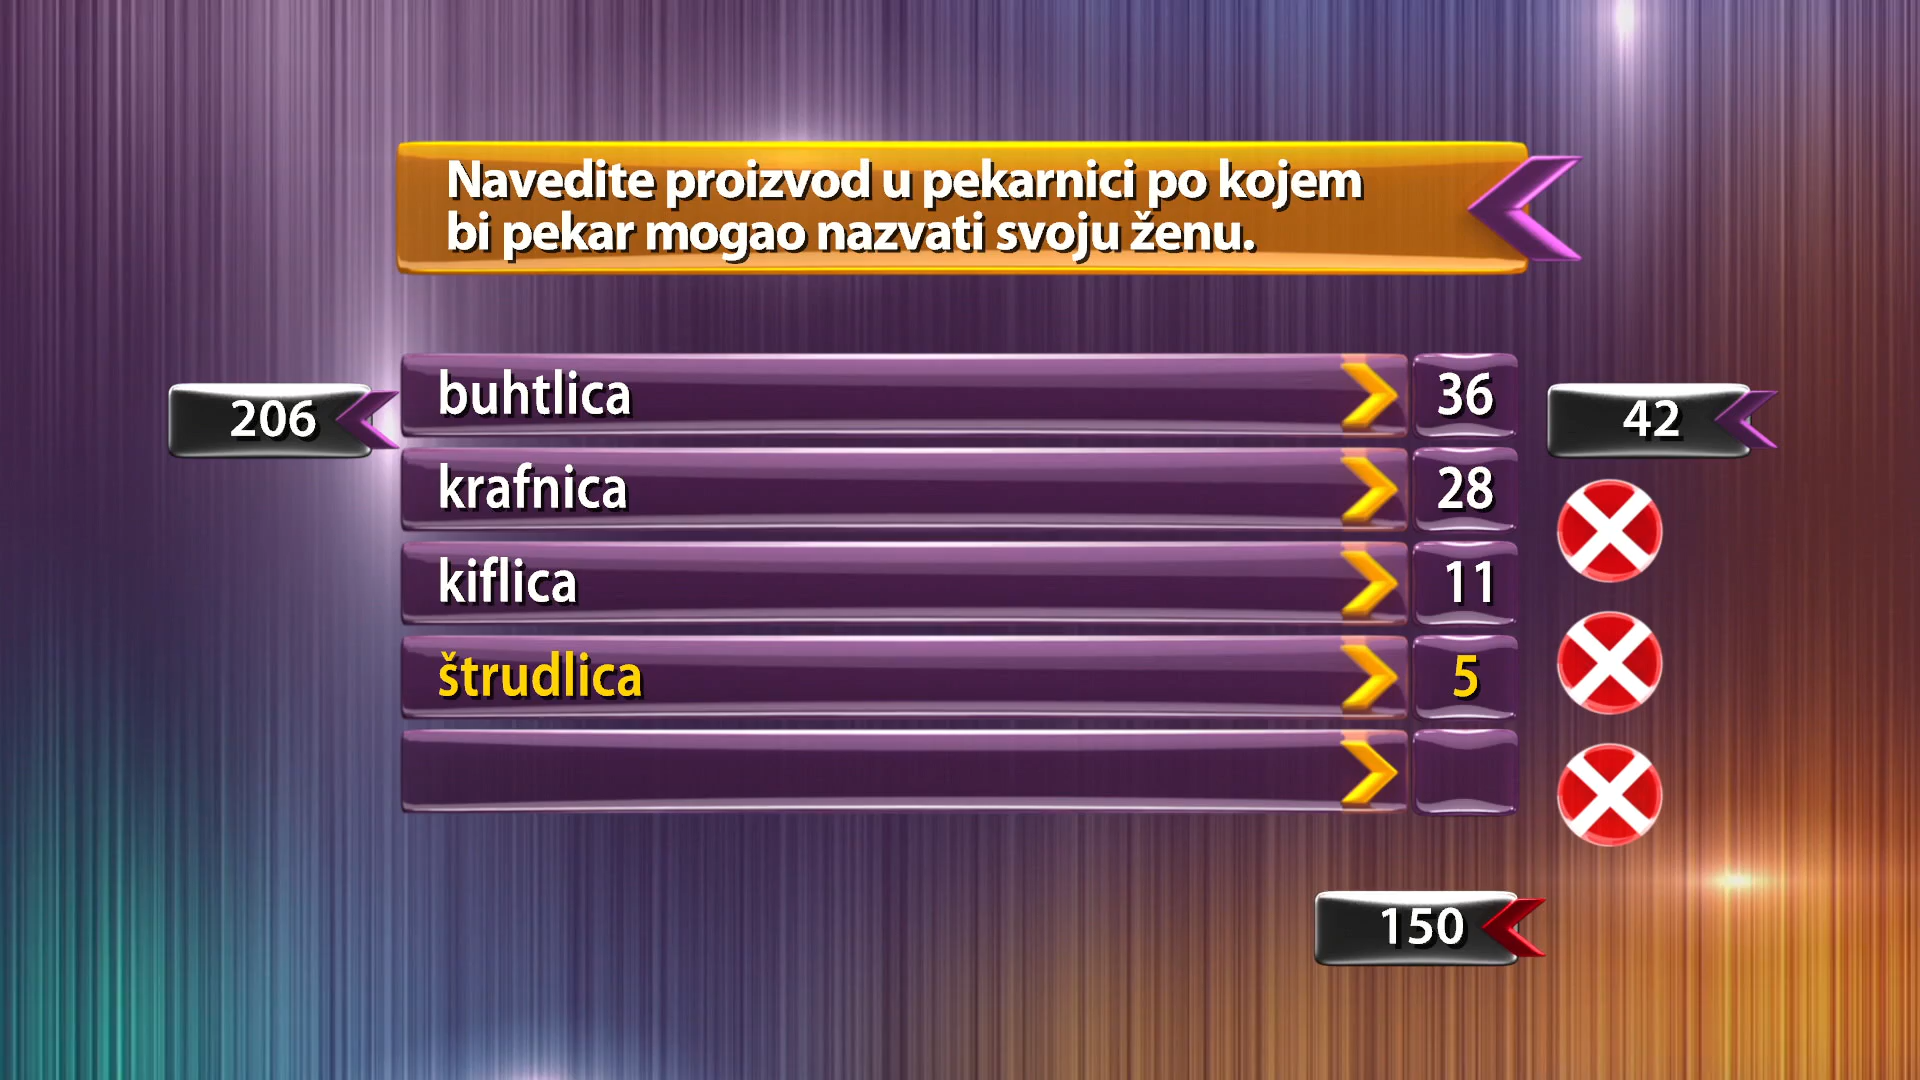 Navedite proizvod u pekarnici po kojem
bi pekar mogao nazvati svoju ženu.
206
buhtlica 36
42
krafnica 28
kiflica 11
štrudlica 5
150